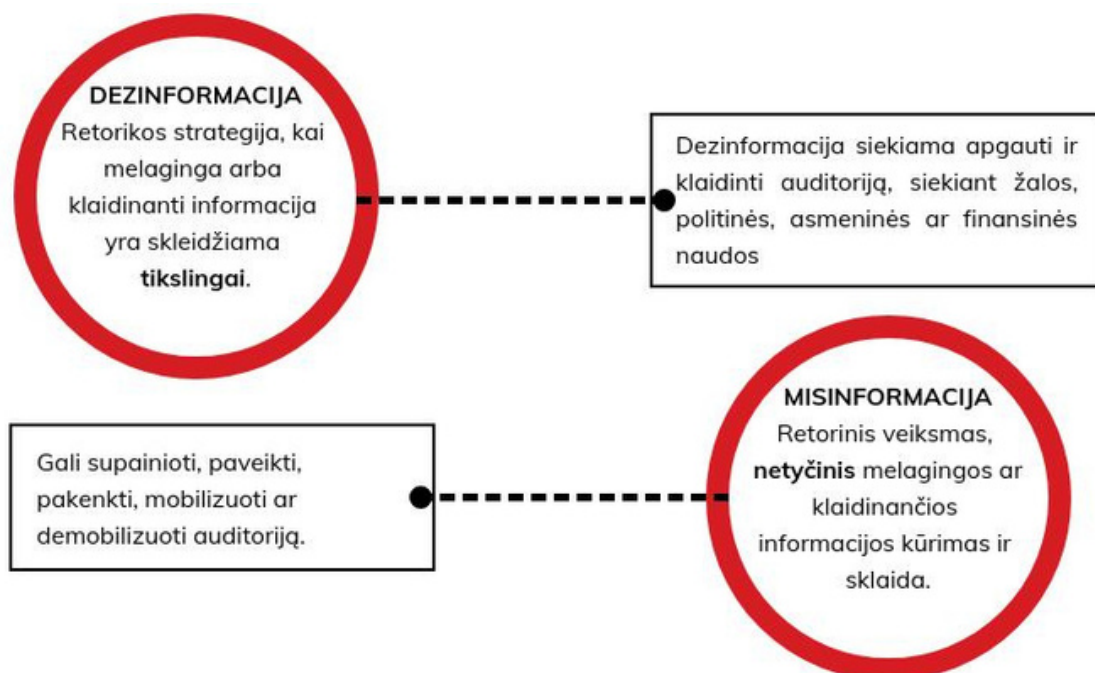 DEZINFORMACIJA
Retorikos strategija, kai
melaginga arba
klaidinanti informacija
yra skleidžiama
tikslingai.
Dezinformacija siekiama apgauti ir
klaidinti auditoriją, siekiant žalos,
politinės, asmeninės ar finansinės
naudos
MISINFORMACIJA
Retorinis veiksmas,
netyčinis melagingos ar
klaidinančios
informacijos kūrimas ir
sklaida.
Gali supainioti, paveikti,
pakenkti, mobilizuoti ar
demobilizuoti auditoriją.